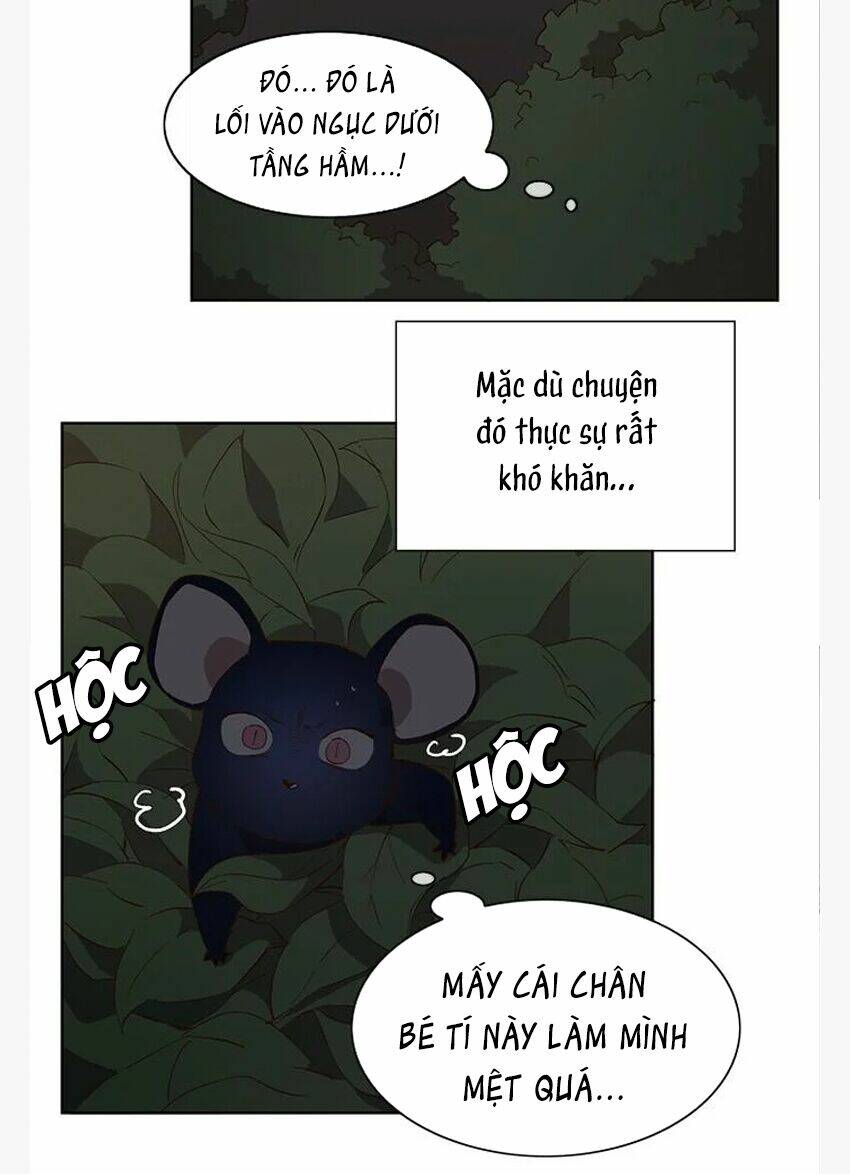 ĐÓ... ĐÓ LÀ
LỐI VÀO NGỤC DƯỚI
TẦNG HẦM...!
Mặc dù chuyện
đó thực sự rất
khó khăn...
HỘC
HỘC
MẤY CÁI CHÂN
BÉ TÍ NÀY LÀM MÌNH
MỆT QUÁ...